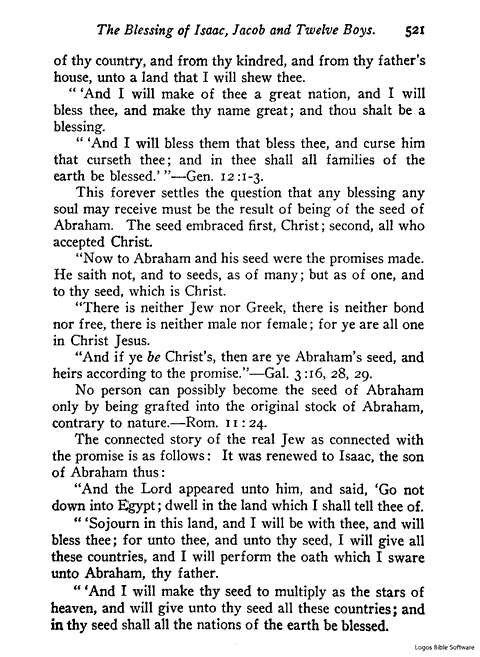 The Blessing of Isaac, Jacob and Twelve Boys. 521
of thy country, and from thy kindred, and from thy father's
house, unto a land that I will shew thee.
" 'And I will make of thee a great nation, and I will
bless thee, and make thy name great; and thou shalt be a
blessing.
" 'And I will bless them that bless thee, and curse him
that curseth thee; and in thee shall all families of the
earth be blessed.' "—Gen. 12:1-3.
This forever settles the question that any blessing any
soul may receive must be the result of being of the seed of
Abraham. The seed embraced first, Christ; second, all who
accepted Christ.
"Now to Abraham and his seed were the promises made.
He saith not, and to seeds, as of many; but as of one, and
to thy seed, which is Christ.
"There is neither Jew nor Greek, there is neither bond
nor free, there is neither male nor female; for ye are all one
in Christ Jesus.
"And if ye be Christ's, then are ye Abraham's seed, and
heirs according to the promise."—Gal. 3:16, 28, 29.
No person can possibly become the seed of Abraham
only by being grafted into the original stock of Abraham,
contrary to nature.—Rom. 11:24.
The connected story of the real Jew as connected with
the promise is as follows: It was renewed to Isaac, the son
of Abraham thus:
"And the Lord appeared unto him, and said, 'Go not
down into Egypt; dwell in the land which I shall tell thee of.
" 'Sojourn in this land, and I will be with thee, and will
bless thee; for unto thee, and unto thy seed, I will give all
these countries, and I will perform the oath which I sware
unto Abraham, thy father.
" 'And I will make thy seed to multiply as the stars of
heaven, and will give unto thy seed all these countries; and
in thy seed shall all the nations of the earth be blessed.
Logos Bible Software